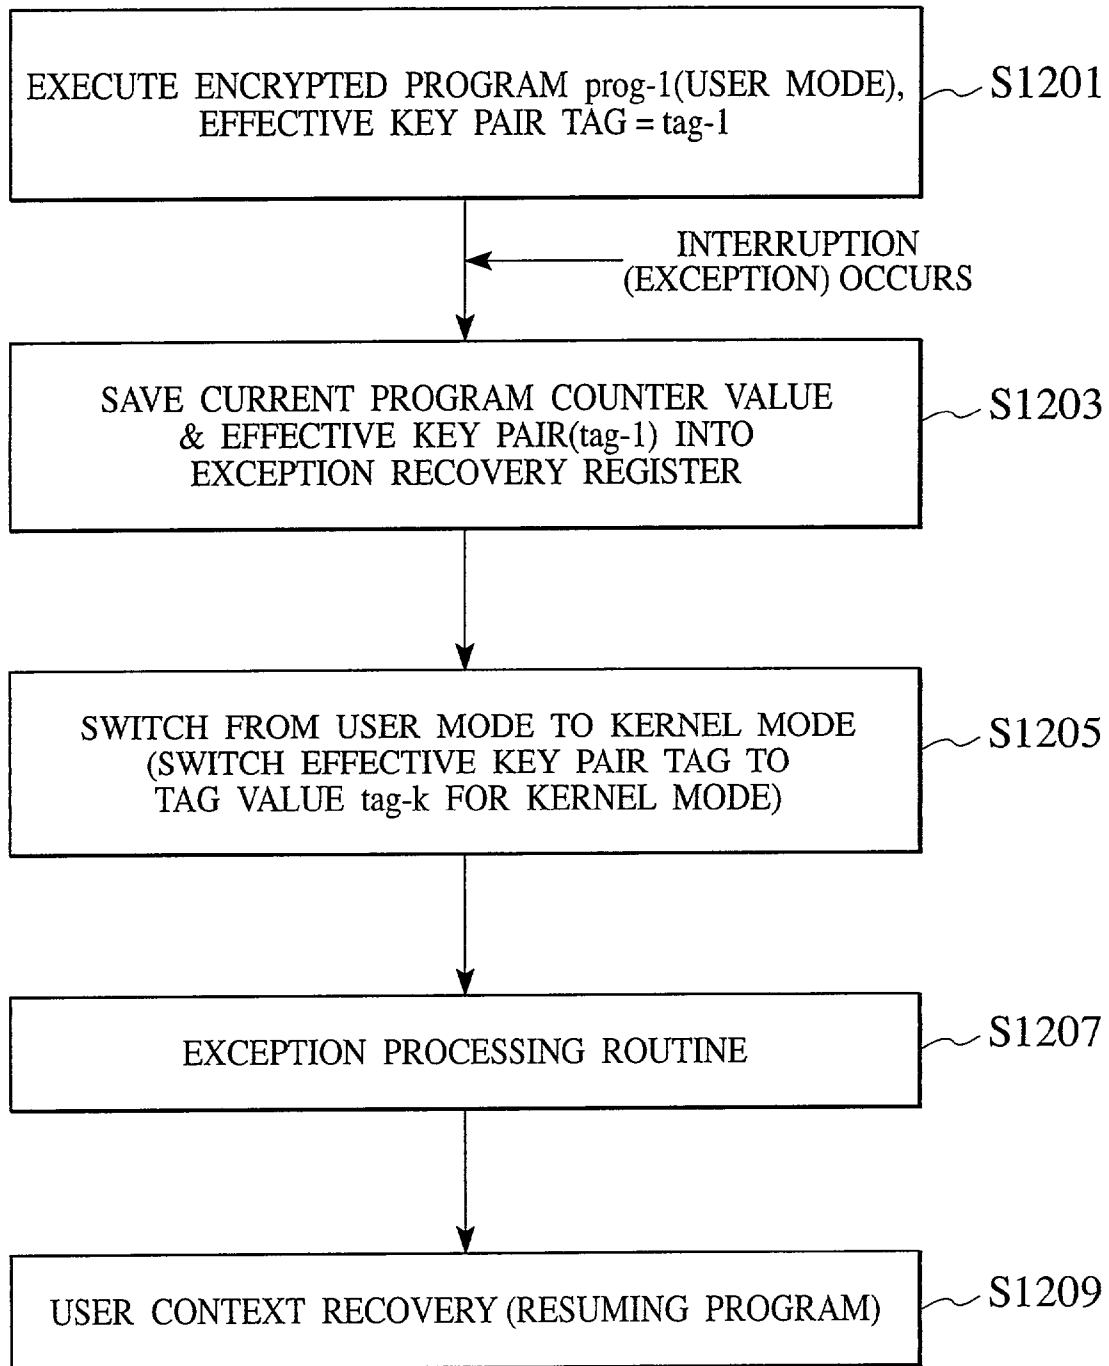 EXECUTE ENCRYPTED PROGRAM prog-1(USER MODE),
EFFECTIVE KEY PAIR TAG = tag-1
S1201
INTERRUPTION
(EXCEPTION) OCCURS
SAVE CURRENT PROGRAM COUNTER VALUE
& EFFECTIVE KEY PAIR(tag-1) INTO
EXCEPTION RECOVERY REGISTER
S1203
SWITCH FROM USER MODE TO KERNEL MODE
(SWITCH EFFECTIVE KEY PAIR TAG TO
TAG VALUE tag-k FOR KERNEL MODE)
S1205
EXCEPTION PROCESSING ROUTINE
S1207
USER CONTEXT RECOVERY (RESUMING PROGRAM)
S1209